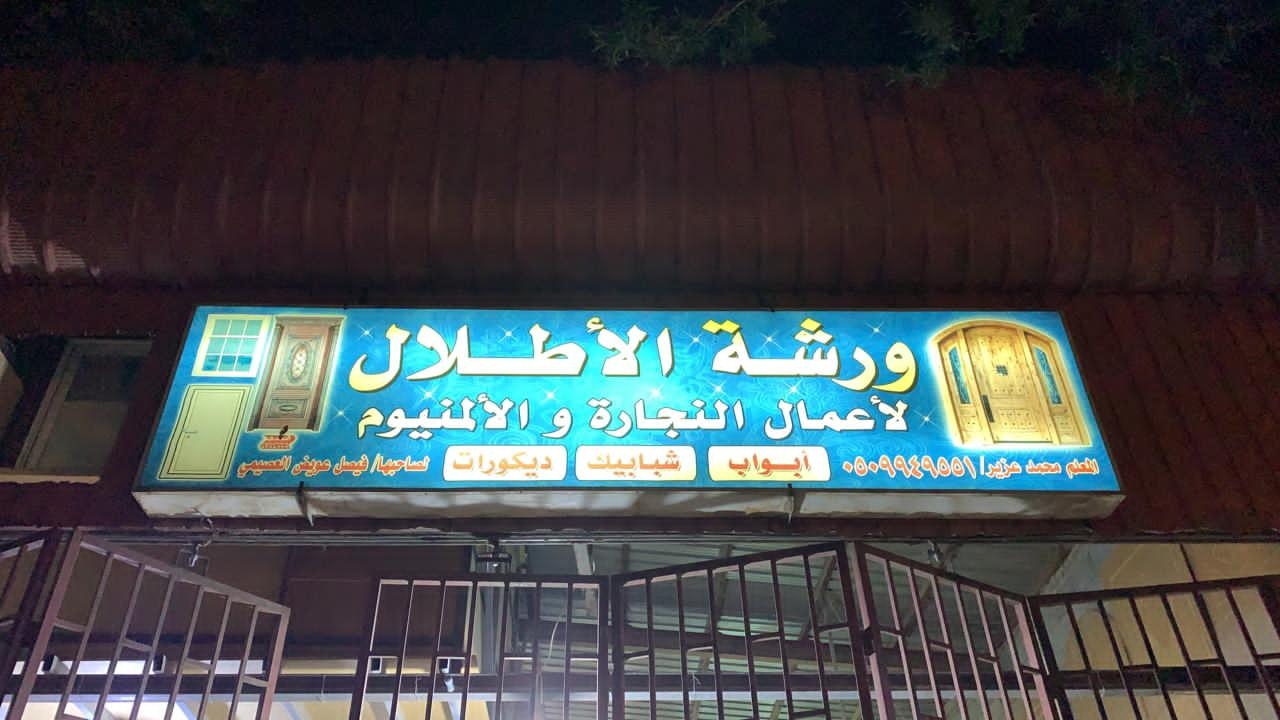 ورشة الأطلال
لأعمال النجارة و الألمنيوم
أبواب شبابيك ديكورات
المعلم محمد عزيز/ ٠٥٠٩٩٤٩٥٥١
لصاحبها/ فيصل عويض العصيمي